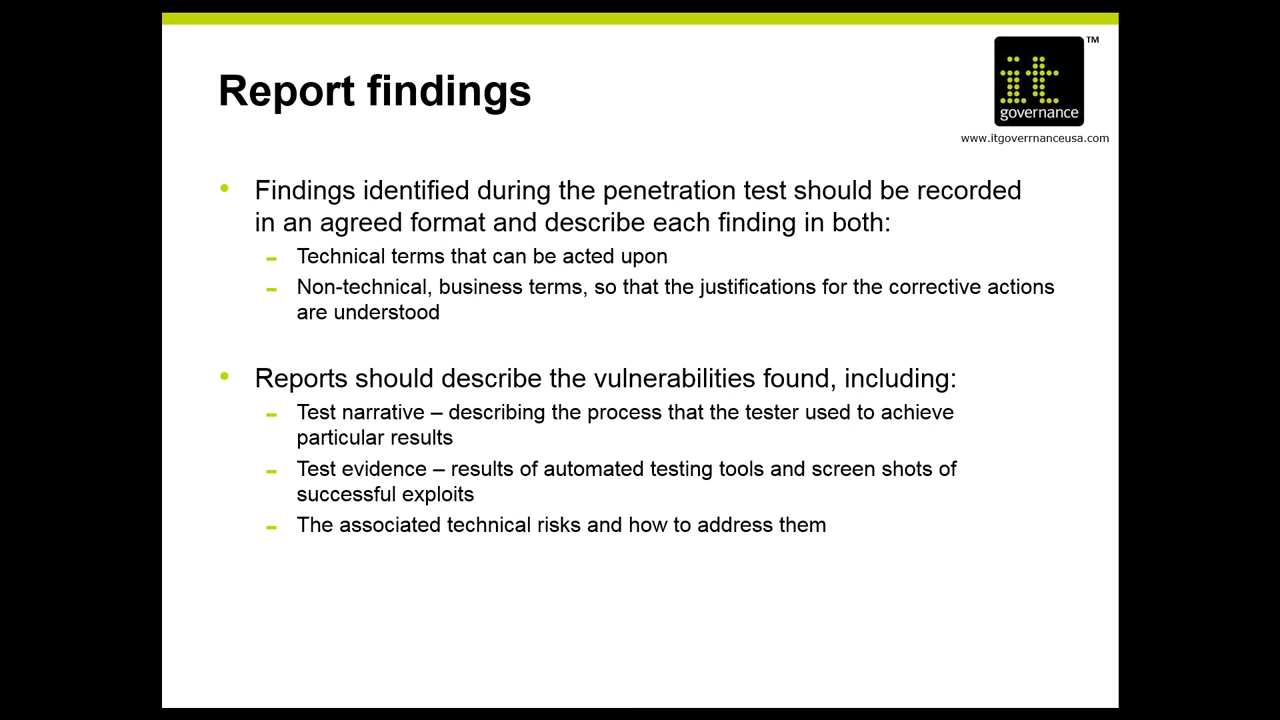 Report findings
it
governance
TM
www.itgoverrnanceusa.com
• Findings identified during the penetration test should be recorded
in an agreed format and describe each finding in both:
– Technical terms that can be acted upon
– Non-technical, business terms, so that the justifications for the corrective actions
are understood
• Reports should describe the vulnerabilities found, including:
– Test narrative – describing the process that the tester used to achieve
particular results
– Test evidence – results of automated testing tools and screen shots of
successful exploits
– The associated technical risks and how to address them